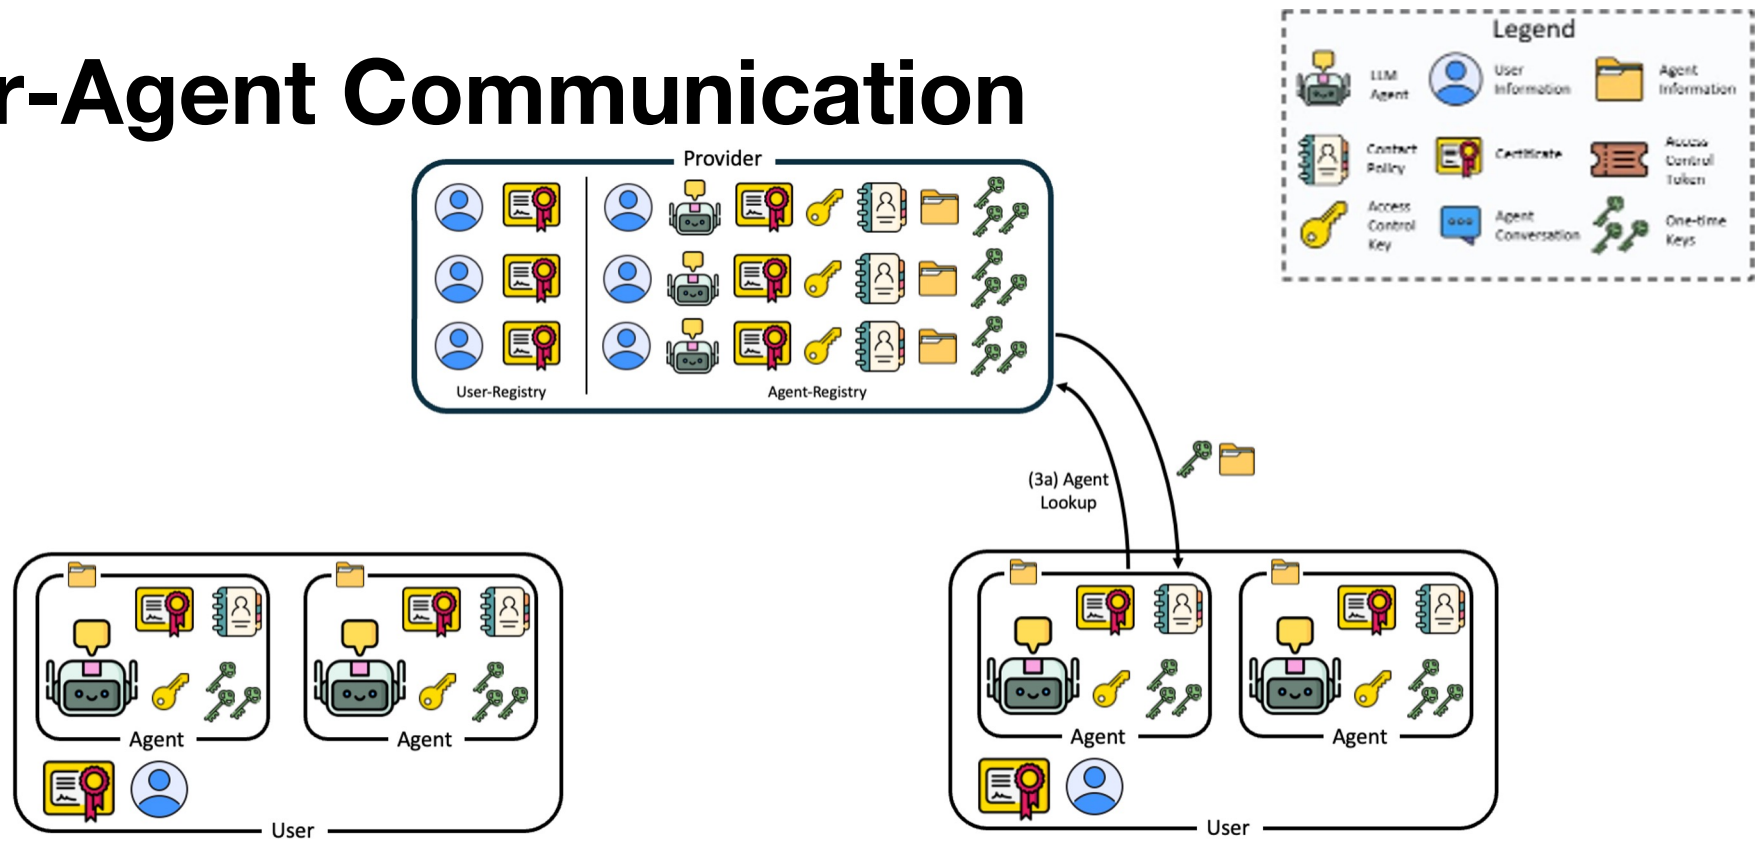 r-Agent Communication
Legend
LLM
Agent
User
Information
Agent
Information
Contact
Policy
Certificate
Access
Control
Token
Access
Control
Key
Agent
Conversation
One-time
Keys
Provider
User-Registry
Agent-Registry
(3a) Agent
Lookup
Agent
Agent
User
Agent
Agent
User